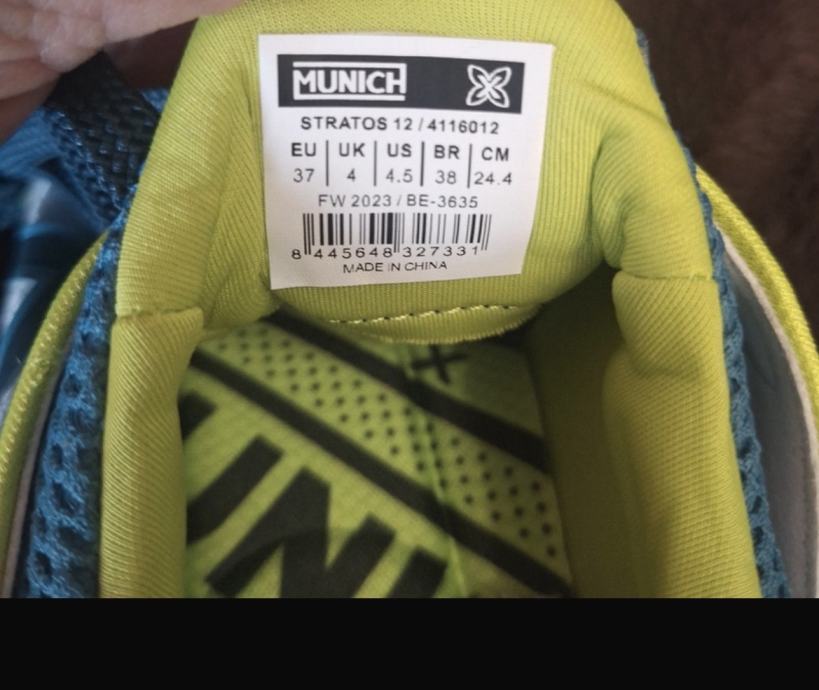 MUNICH
STRATOS 12 / 4116012
EU UK US BR CM
37 4 4.5 38 24.4
FW 2023 / BE-3635
8 445648 327331
MADE IN CHINA